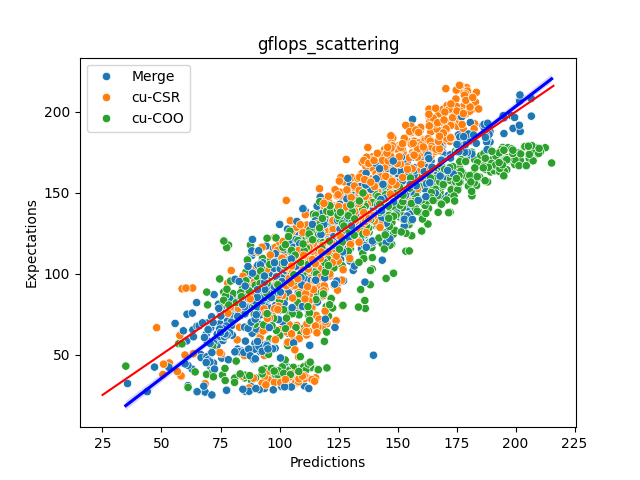 gflops_scattering
Merge
cu-CSR
cu-COO
Expectations
200
150
100
50
25
50
75
100
125
150
175
200
225
Predictions